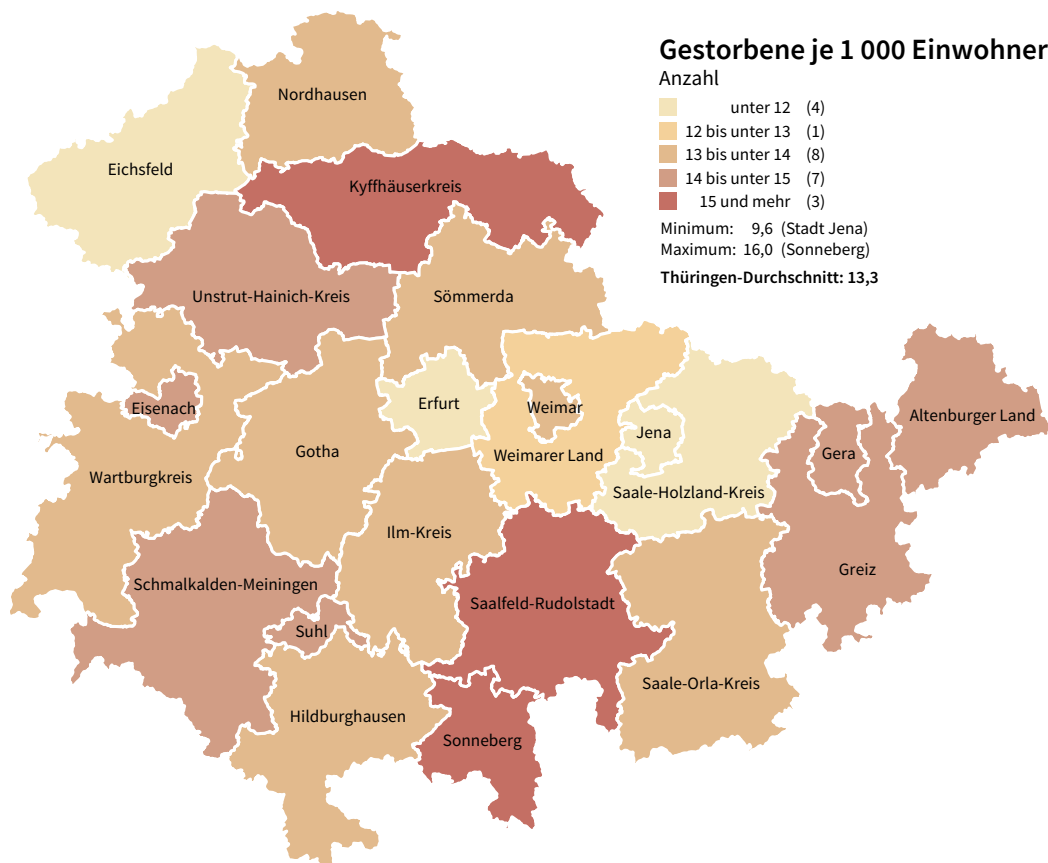 Gestorbene je 1 000 Einwohner
Anzahl
unter 12 (4)
12 bis unter 13 (1)
13 bis unter 14 (8)
14 bis unter 15 (7)
15 und mehr (3)
Minimum: 9,6 (Stadt Jena)
Maximum: 16,0 (Sonneberg)
Thüringen-Durchschnitt: 13,3
Nordhausen
Eichsfeld
Kyffhäuserkreis
Unstrut-Hainich-Kreis
Sömmerda
Eisenach
Erfurt
Weimar
Altenburger Land
Jena
Gotha
Weimarer Land
Gera
Wartburgkreis
Saale-Holzland-Kreis
Ilm-Kreis
Greiz
Schmalkalden-Meiningen
Saalfeld-Rudolstadt
Suhl
Saale-Orla-Kreis
Hildburghausen
Sonneberg